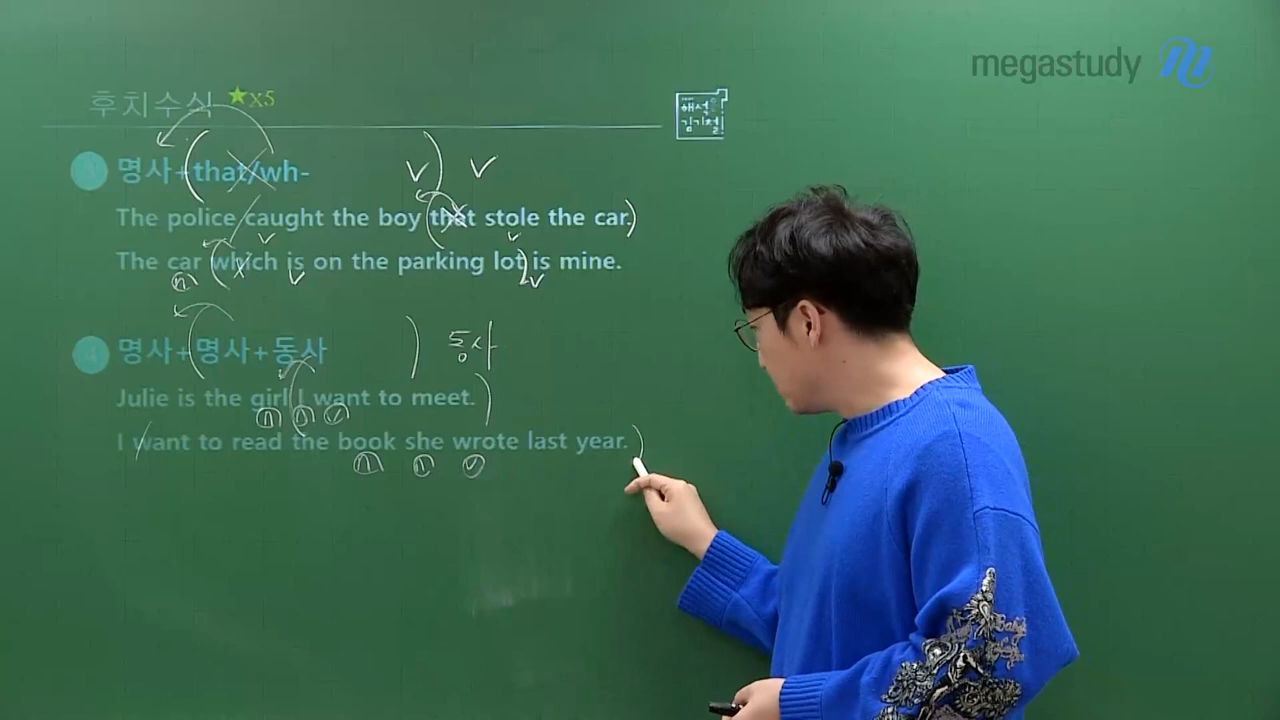 megastudy m
후치수식 ★x5
해석은 김기철
3 명사+that/wh- v v
The police caught the boy that stole the car.
The car which is on the parking lot is mine.
n v v
4 명사+명사+동사 동사
Julie is the girl I want to meet.
n n v
I want to read the book she wrote last year.
n n v